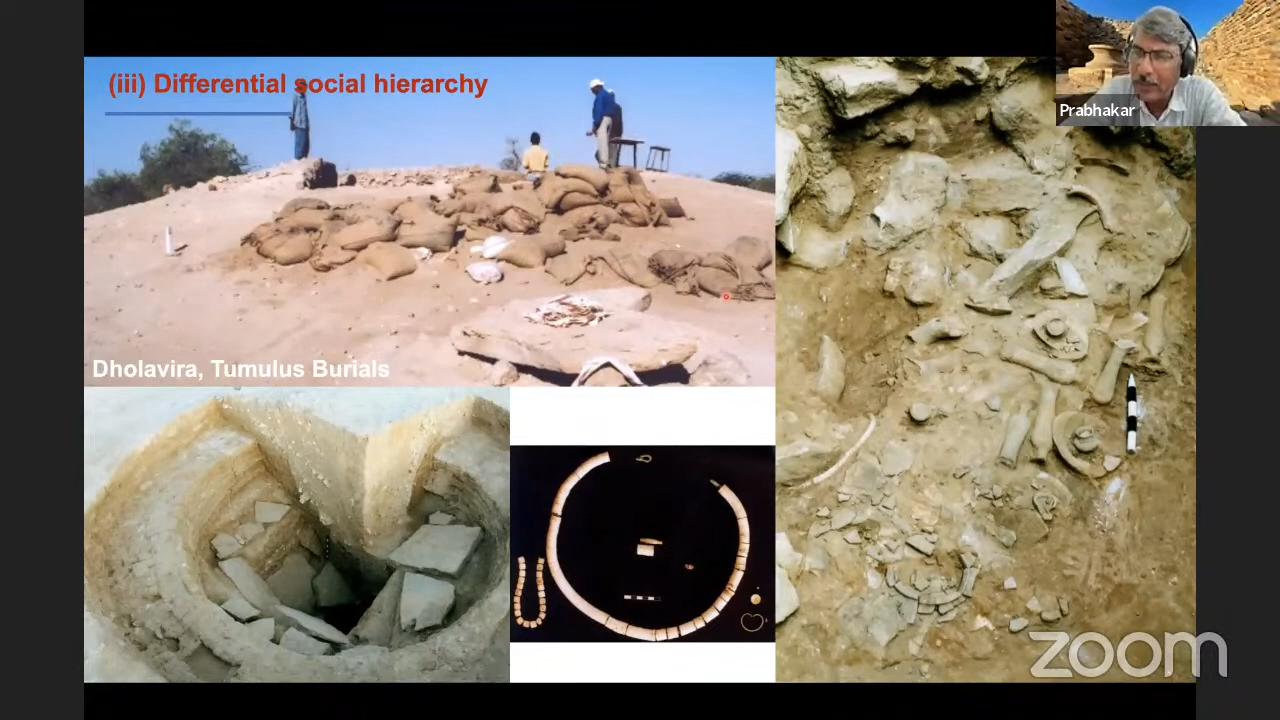 (iii) Differential social hierarchy
Prabhakar
Dholavira, Tumulus Burials
zoom